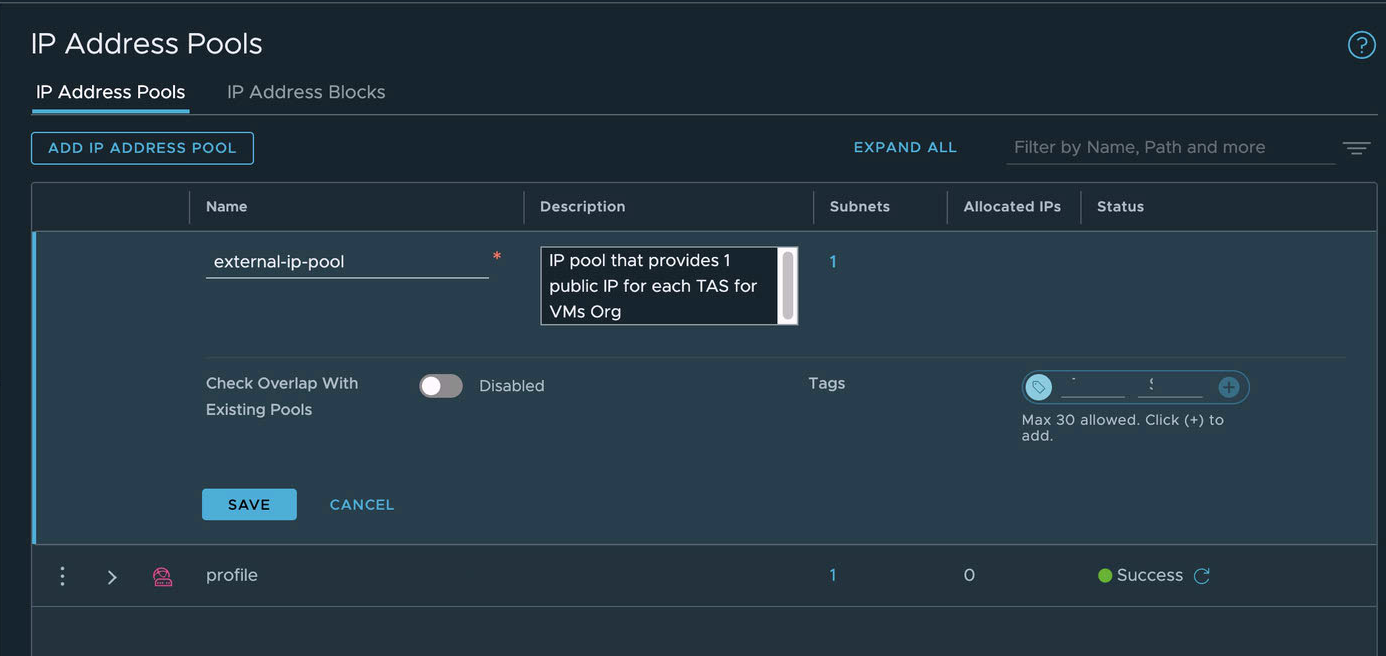 IP Address Pools
?
IP Address Pools IP Address Blocks
ADD IP ADDRESS POOL EXPAND ALL Filter by Name, Path and more
Name Description Subnets Allocated IPs Status
external-ip-pool * IP pool that provides 1 1
public IP for each TAS for
VMs Org
Check Overlap With Disabled Tags
Existing Pools
Max 30 allowed. Click (+) to
add.
SAVE CANCEL
profile 1 0 Success